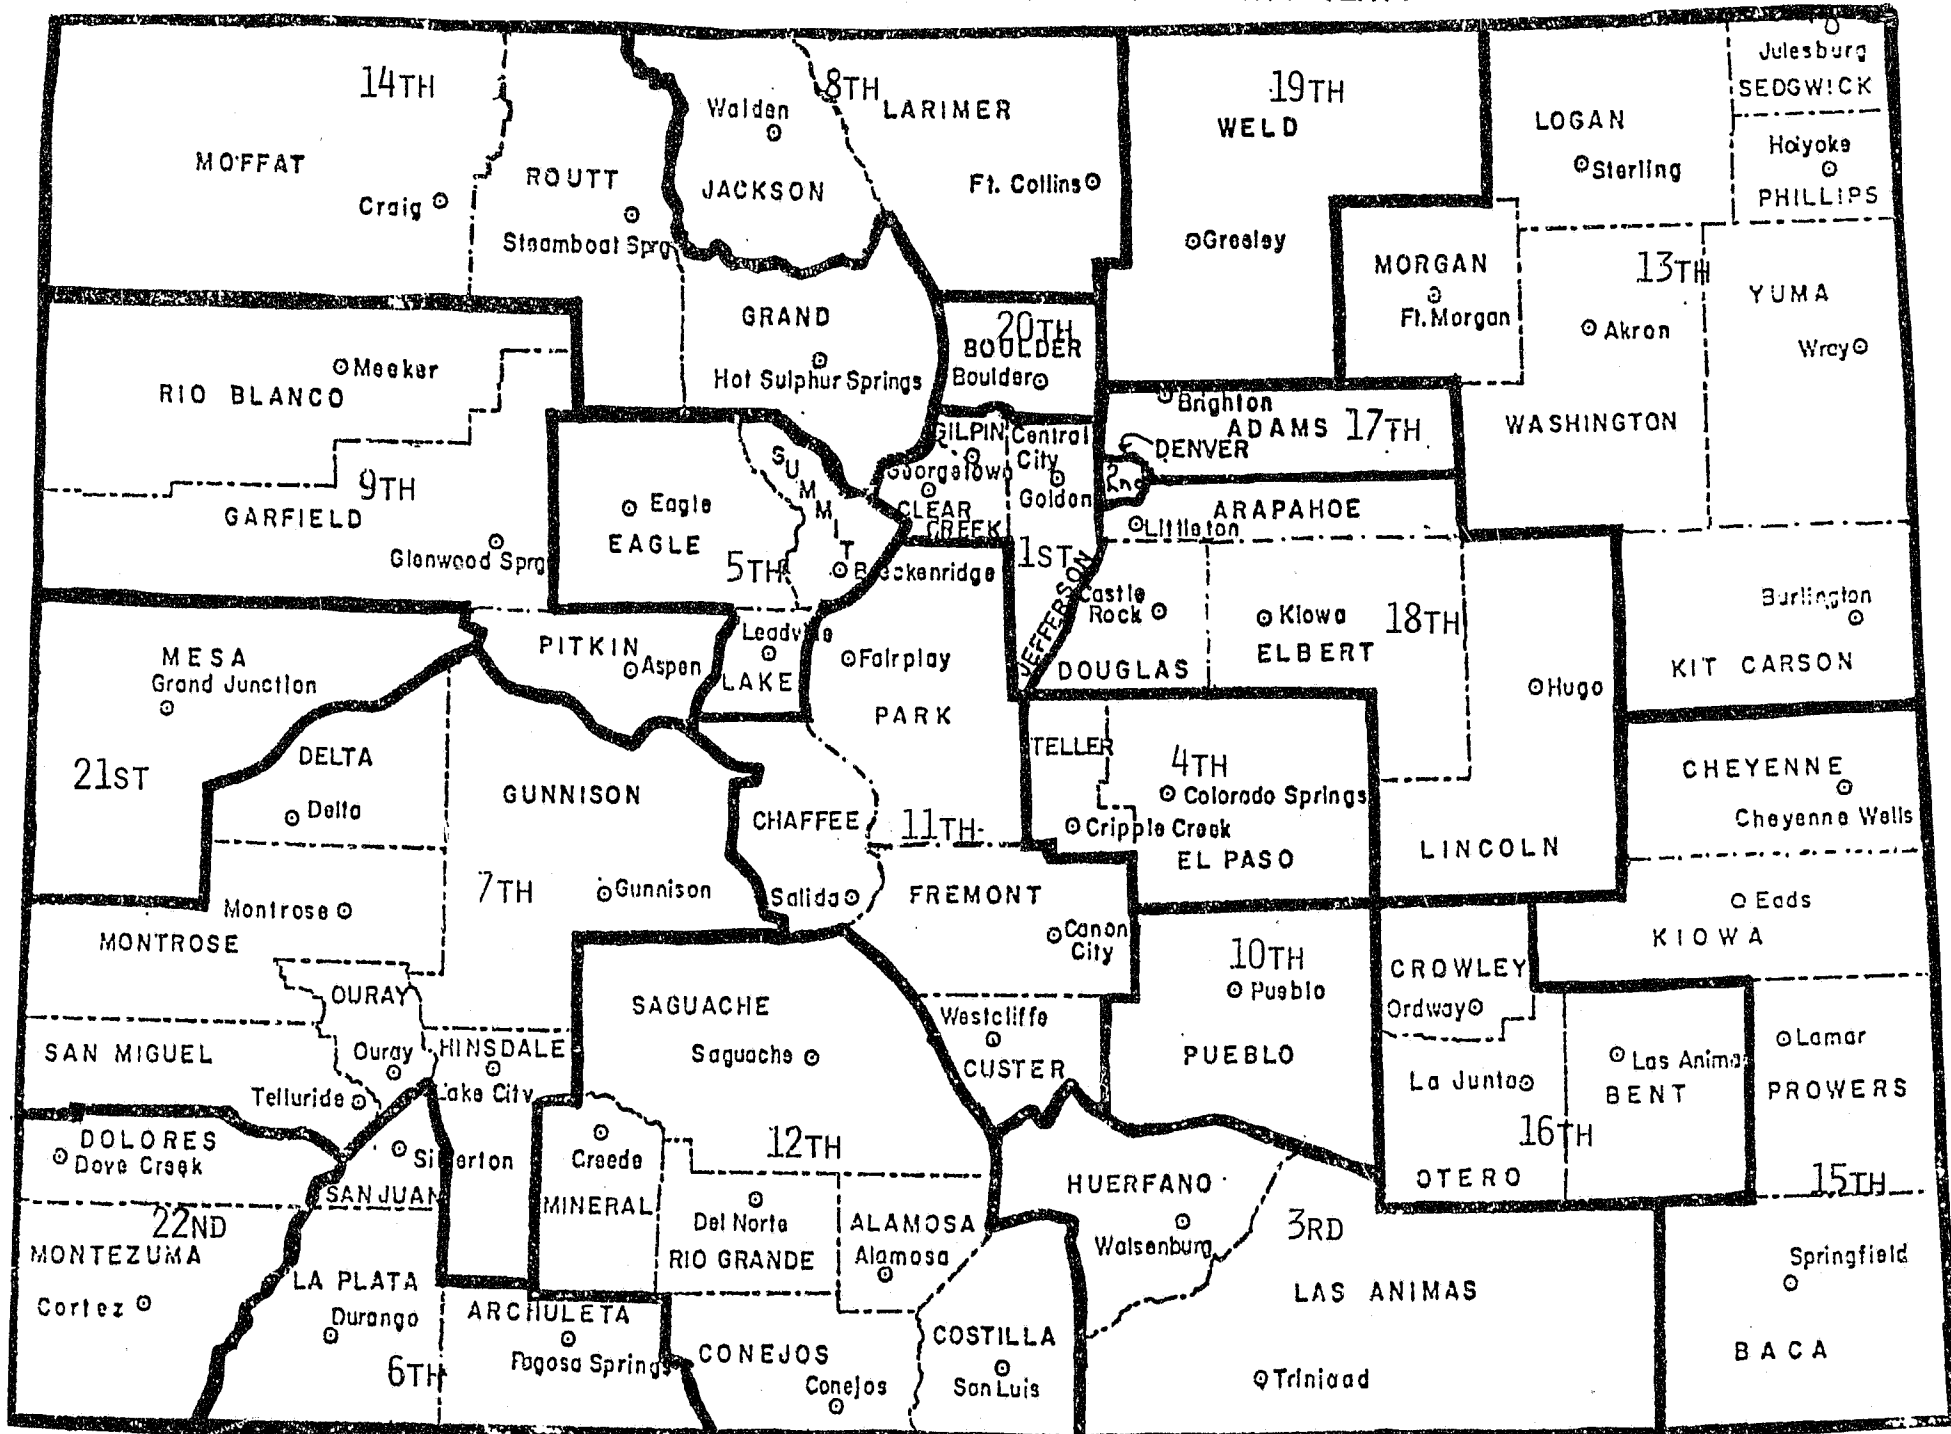 14TH
MOFFAT
Craig
ROUTT
Steamboat Sprg
Walden
JACKSON
8TH
LARIMER
Ft. Collins
19TH
WELD
Greeley
LOGAN
Sterling
Julesburg
SEDGWICK
Holyoke
PHILLIPS
MORGAN
Ft. Morgan
13TH
Akron
WASHINGTON
YUMA
Wray
GRAND
Hot Sulphur Springs
20TH
BOULDER
Boulder
Meeker
RIO BLANCO
9TH
GARFIELD
Glenwood Sprg
Eagle
EAGLE
5TH
SUMMIT
Breckenridge
GILPIN
Central
City
Georgetown
CLEAR
CREEK
Golden
1ST
JEFFERSON
Brighton
ADAMS 17TH
DENVER
2nd
ARAPAHOE
Littleton
Castle
Rock
DOUGLAS
Kiowa
ELBERT
18TH
Burlington
KIT CARSON
MESA
Grand Junction
21ST
PITKIN
Aspen
Leadville
LAKE
Fairplay
PARK
Hugo
LINCOLN
DELTA
Delta
GUNNISON
7TH
Gunnison
CHAFFEE
Salida
11TH
TELLER
Cripple Creek
4TH
Colorado Springs
EL PASO
CHEYENNE
Cheyenne Wells
Montrose
MONTROSE
FREMONT
Canon
City
Eads
KIOWA
OURAY
Ouray
SAGUACHE
Saguache
Westcliffe
CUSTER
10TH
Pueblo
PUEBLO
CROWLEY
Ordway
SAN MIGUEL
Telluride
HINSDALE
Lake City
La Junta
OTERO
16TH
Las Anima
BENT
Lamar
PROWERS
15TH
DOLORES
Dove Creek
Silverton
SAN JUAN
Creede
MINERAL
12TH
Del Norte
RIO GRANDE
ALAMOSA
Alamosa
HUERFANO
Walsenburg
3RD
LAS ANIMAS
Trinidad
22ND
MONTEZUMA
Cortez
LA PLATA
Durango
6TH
ARCHULETA
Pagosa Springs
CONEJOS
Conejos
COSTILLA
San Luis
Springfield
BACA